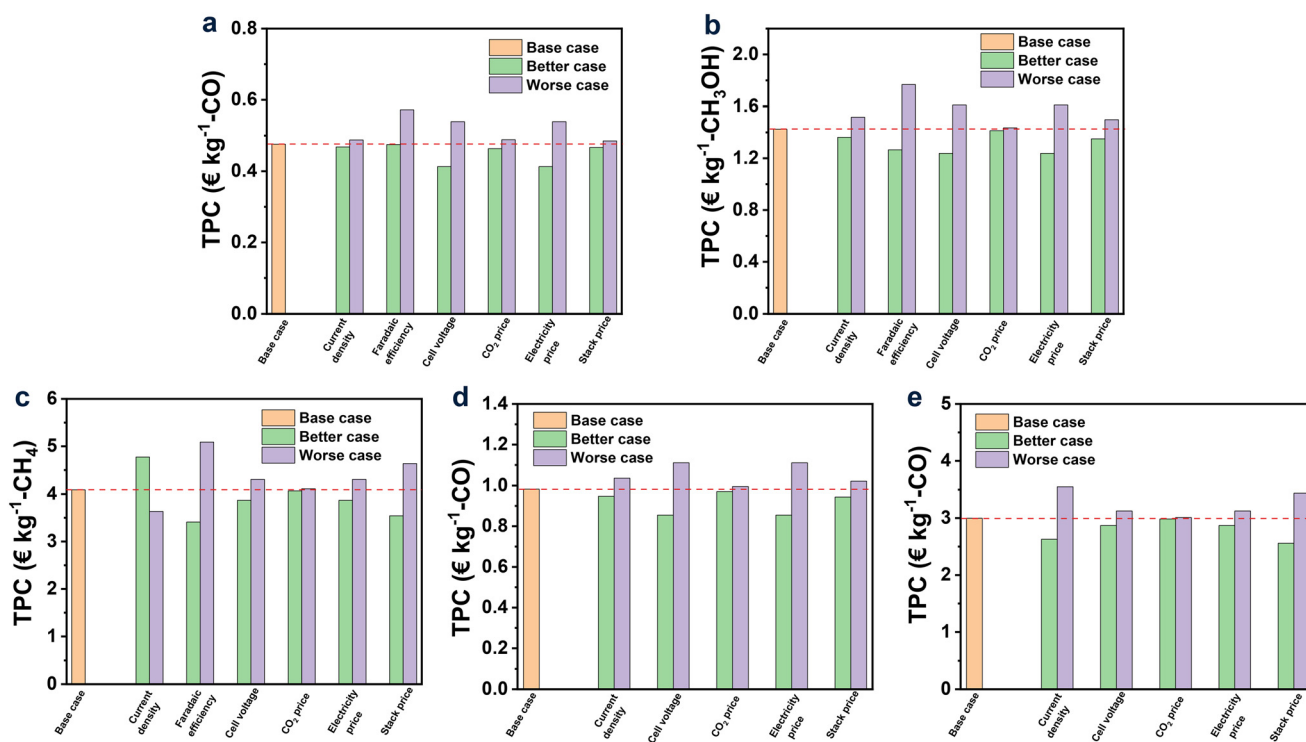 a
TPC (€ kg⁻¹-CO)
0.8
0.6
0.4
0.2
0.0
Base case
Better case
Worse case
Base case
Current density
Faradaic efficiency
Cell voltage
CO₂ price
Electricity price
Stack price
b
TPC (€ kg⁻¹-CH₃OH)
2.0
1.6
1.2
0.8
0.4
0.0
Base case
Better case
Worse case
Base case
Current density
Faradaic efficiency
Cell voltage
CO₂ price
Electricity price
Stack price
c
TPC (€ kg⁻¹-CH₄)
6
5
4
3
2
1
0
Base case
Better case
Worse case
Base case
Current density
Faradaic efficiency
Cell voltage
CO₂ price
Electricity price
Stack price
d
TPC (€ kg⁻¹-CO)
1.4
1.2
1.0
0.8
0.6
0.4
0.2
0.0
Base case
Better case
Worse case
Base case
Current density
Cell voltage
CO₂ price
Electricity price
Stack price
e
TPC (€ kg⁻¹-CO)
5
4
3
2
1
0
Base case
Better case
Worse case
Base case
Current density
Cell voltage
CO₂ price
Electricity price
Stack price